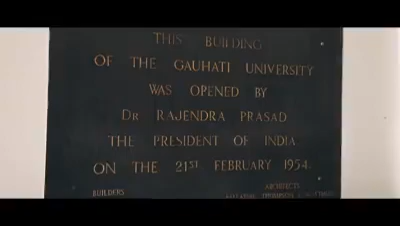 THIS BUILDING
OF THE GAUHATI UNIVERSITY
WAS OPENED BY
DR RAJENDRA PRASAD
THE PRESIDENT OF INDIA
ON THE 21ST FEBRUARY 1954.
BUILDERS
ARCHITECTS
THOMPSON